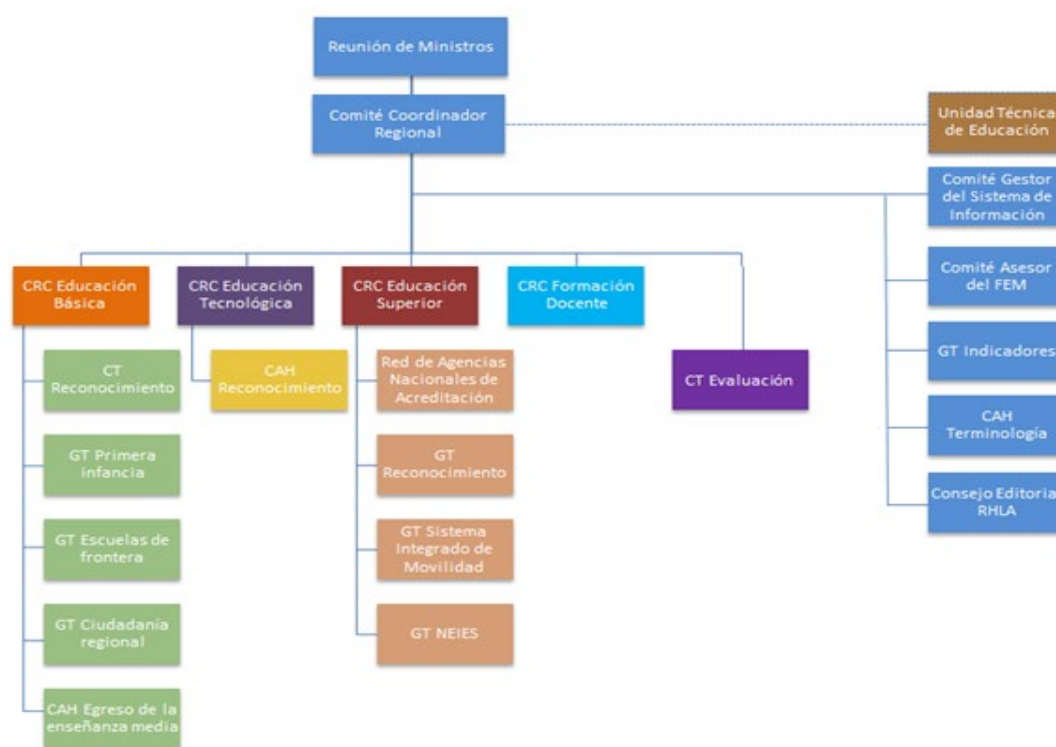 Reunión de Ministros
Comité Coordinador
Regional
Unidad Técnica
de Educación
Comité Gestor
del Sistema de
Información
Comité Asesor
del FEM
GT Indicadores
CAH
Terminología
Consejo Editoria
RHLA
CRC Educación
Básica
CT
Reconocimiento
GT Primera
infancia
GT Escuelas de
frontera
GT Ciudadanía
regional
CAH Egreso de la
enseñanza media
CRC Educación
Tecnológica
CAH
Reconocimiento
CRC Educación
Superior
Red de Agencias
Nacionales de
Acreditación
GT
Reconocimiento
GT Sistema
Integrado de
Movilidad
GT NEIES
CRC Formación
Docente
CT Evaluación